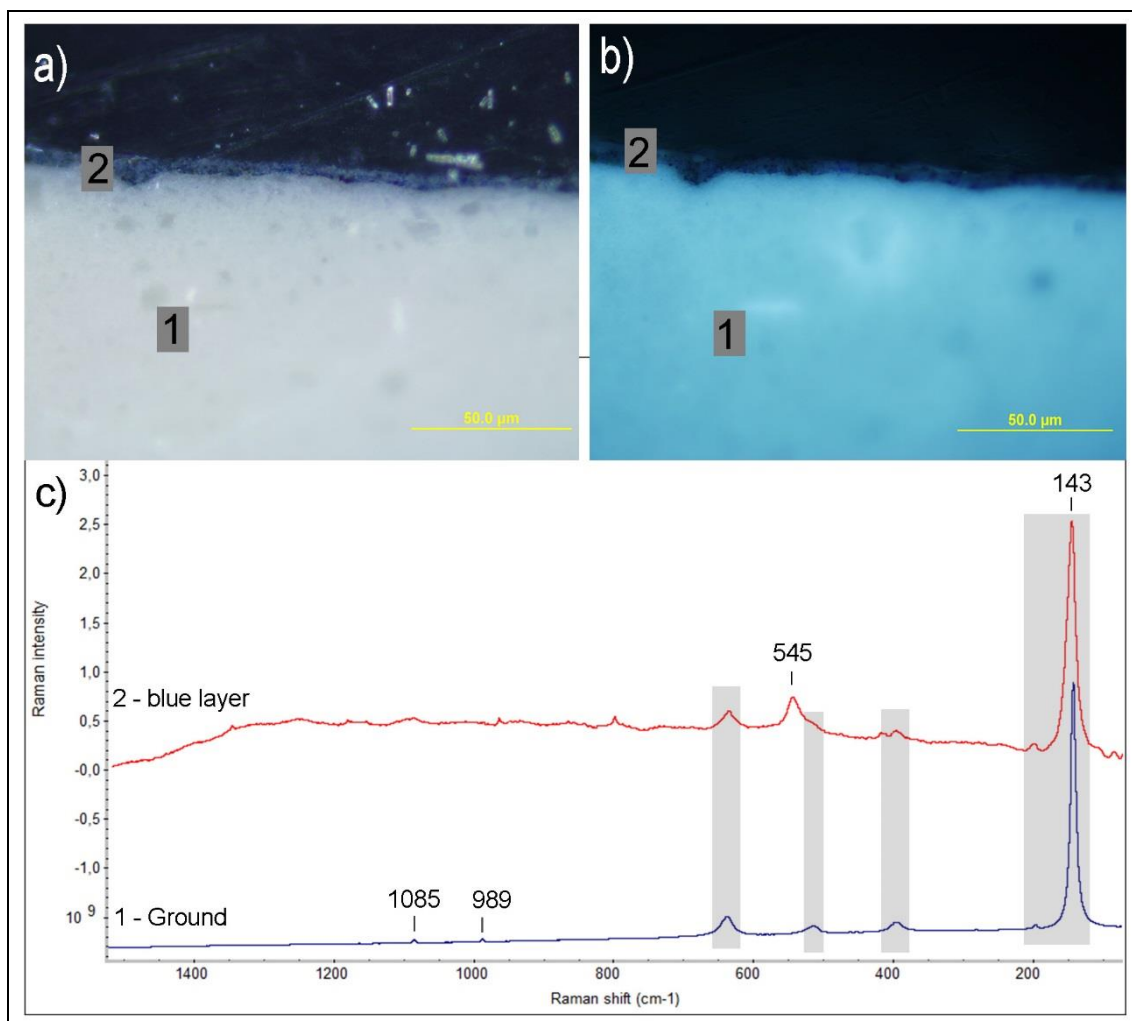 a)
b)
2
2
1
1
50.0 µm
50.0 µm
c)
143
3,0
2,5
2,0
1,5
1,0
0,5
-0,0
-0,5
-1,0
10 9
Raman intensity
545
2 - blue layer
1085
989
1 - Ground
1400
1200
1000
800
600
400
200
Raman shift (cm-1)